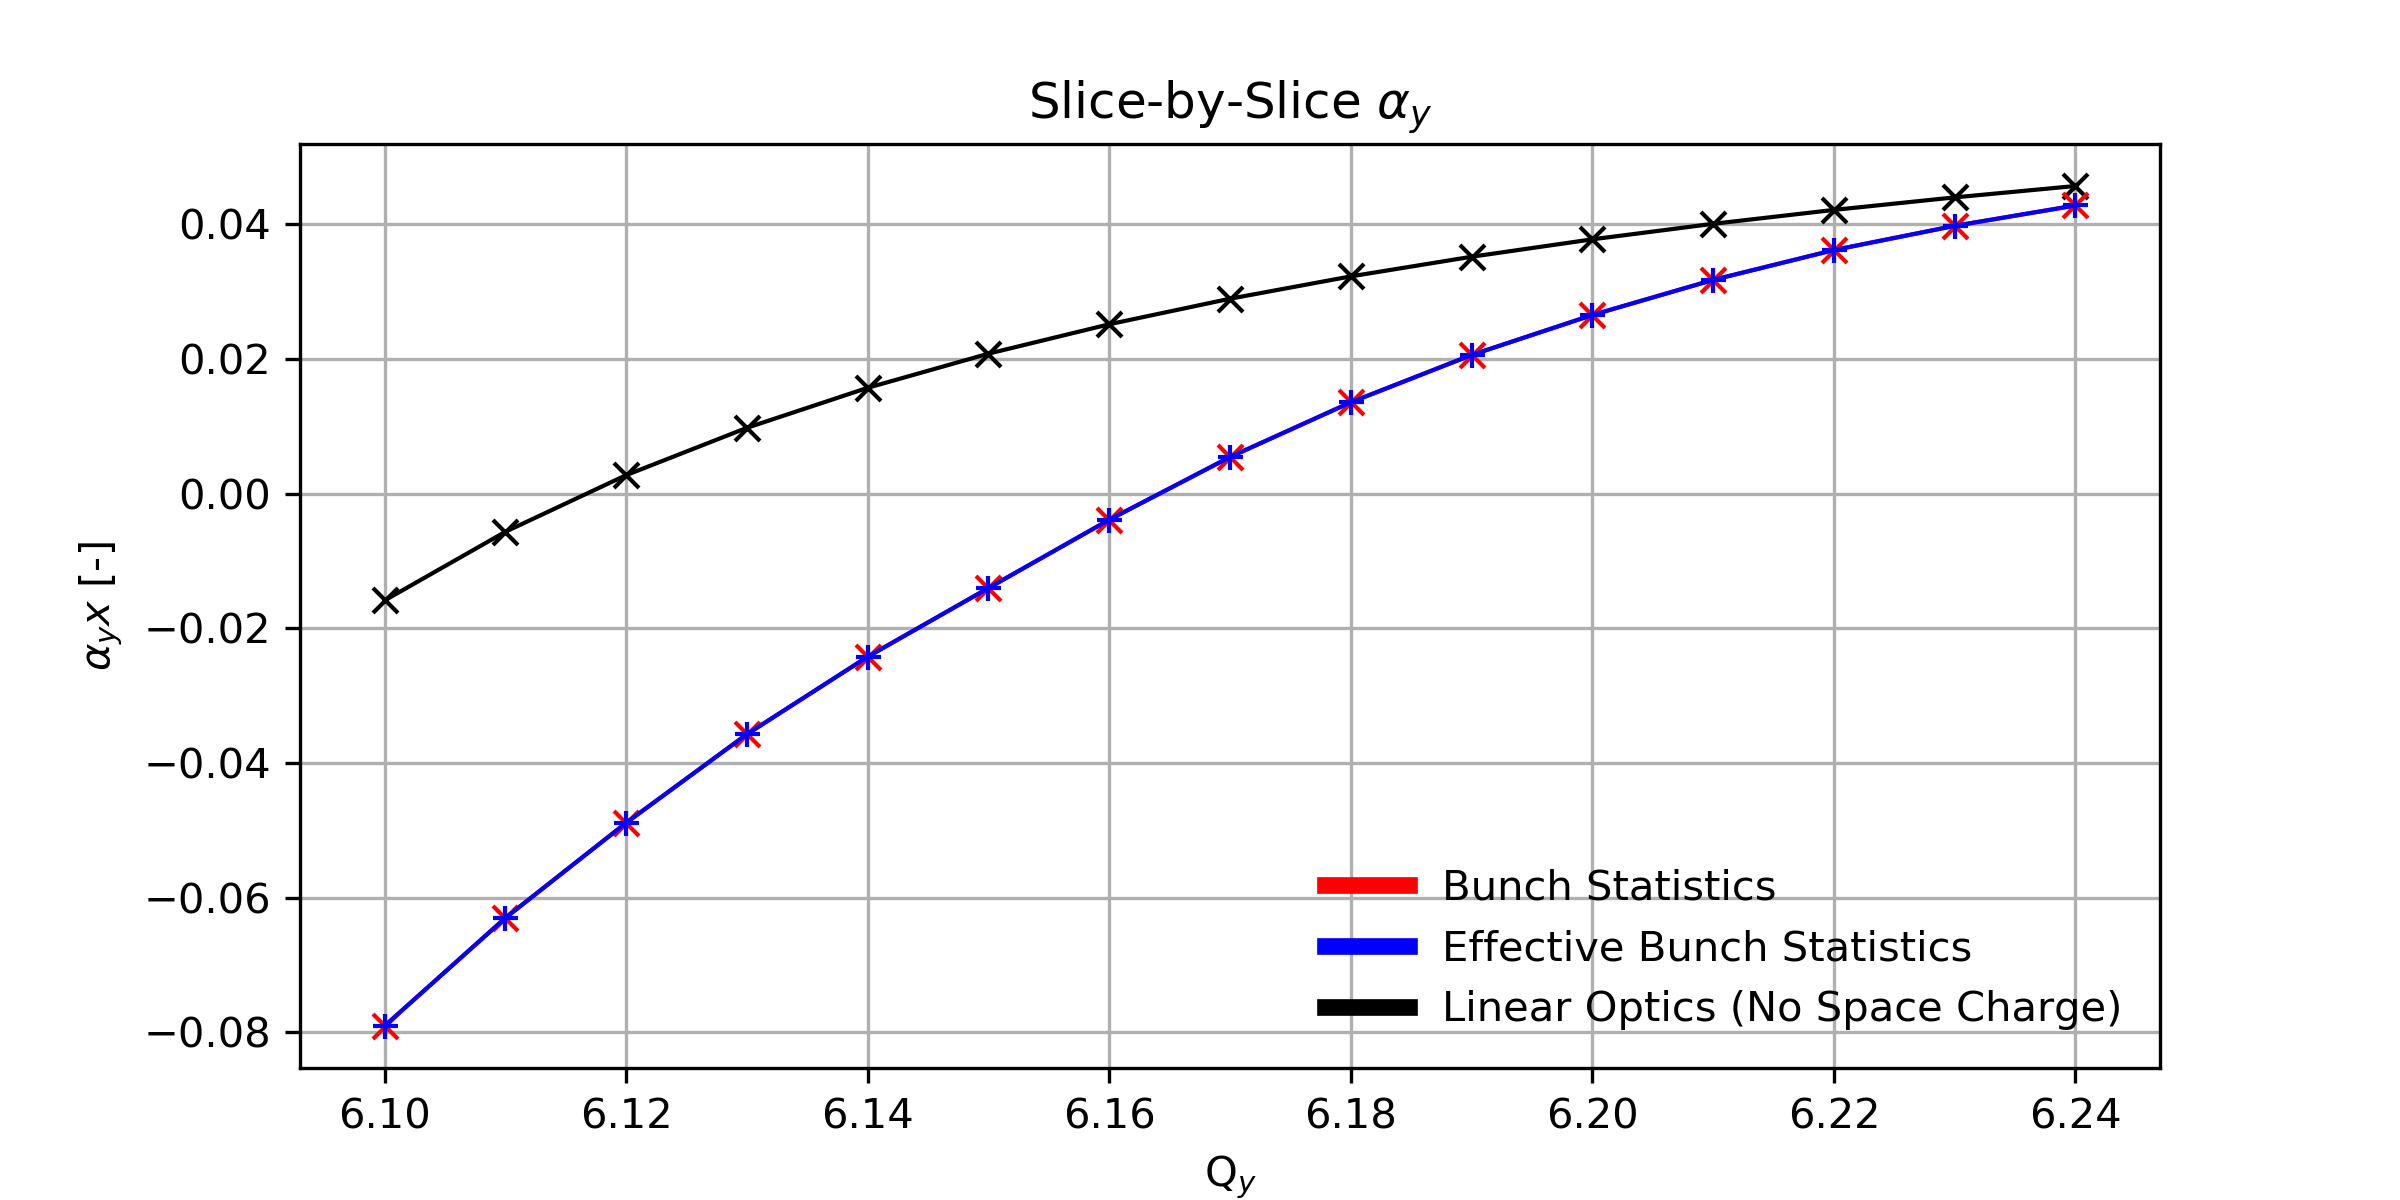 Slice-by-Slice αy
αyx [-]
0.04
0.02
0.00
−0.02
−0.04
−0.06
−0.08
Bunch Statistics
Effective Bunch Statistics
Linear Optics (No Space Charge)
6.10 6.12 6.14 6.16 6.18 6.20 6.22 6.24
Qy